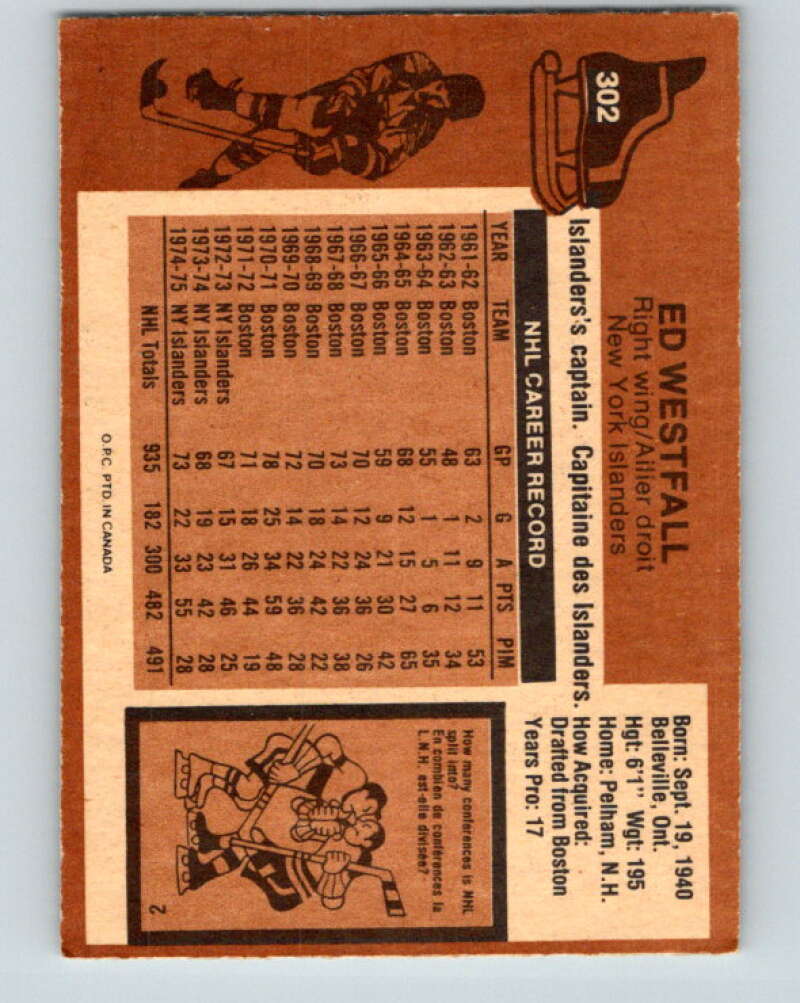 302
ED WESTFALL
Right wing/Ailier droit
New York Islanders
Born: Sept. 19, 1940
Belleville, Ont.
Hgt: 6'1" Wgt: 195
Home: Pelham, N.H.
How Acquired:
Drafted from Boston
Years Pro: 17
Islanders's captain. Capitaine des Islanders.
NHL CAREER RECORD
YEAR TEAM GP G A PTS PIM
1961-62 Boston 63 2 9 11 53
1962-63 Boston 48 1 11 12 34
1963-64 Boston 55 1 5 6 35
1964-65 Boston 68 12 15 27 65
1965-66 Boston 59 9 21 30 42
1966-67 Boston 70 12 24 36 26
1967-68 Boston 73 14 22 36 38
1968-69 Boston 70 18 24 42 22
1969-70 Boston 72 14 22 36 28
1970-71 Boston 78 25 34 59 48
1971-72 Boston 71 18 26 44 19
1972-73 NY Islanders 67 15 31 46 25
1973-74 NY Islanders 68 19 23 42 28
1974-75 NY Islanders 73 22 33 55 28
NHL Totals 935 182 300 482 491
O.P.C. PTD. IN CANADA
How many conferences is NHL
split into?
En combien de conférences la
L.N.H. est-elle divisée?
2